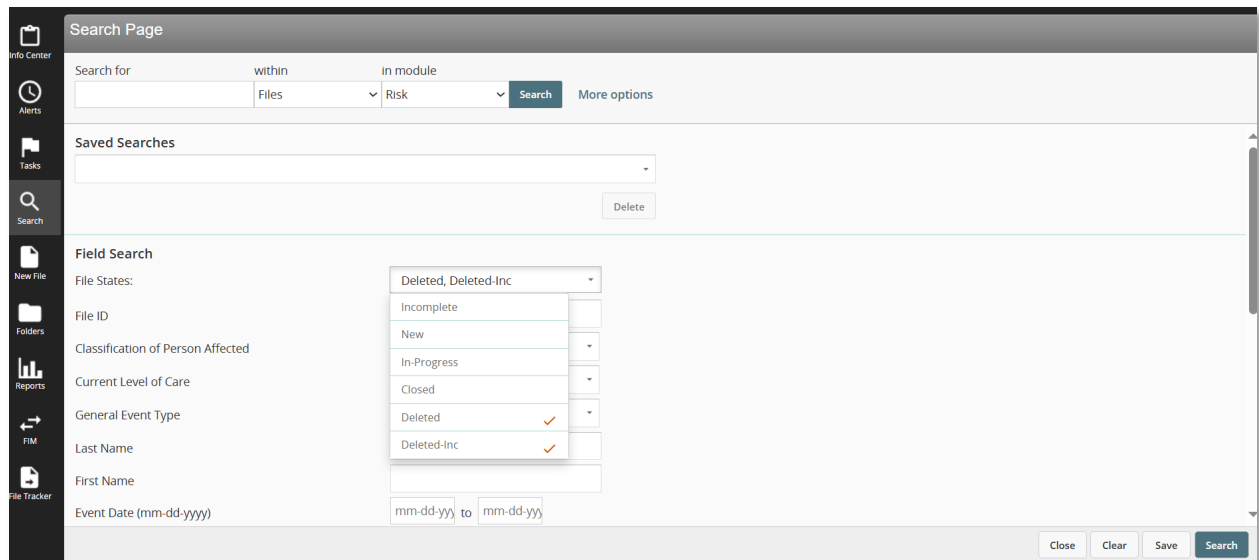 Search Page
Info Center
Alerts
Tasks
Search
New File
Folders
Reports
FIM
File Tracker
Search for within in module
Files Risk Search More options
Saved Searches
Delete
Field Search
File States: Deleted, Deleted-Inc
Incomplete
New
In-Progress
Closed
Deleted
Deleted-Inc
File ID
Classification of Person Affected
Current Level of Care
General Event Type
Last Name
First Name
Event Date (mm-dd-yyyy) mm-dd-yyy to mm-dd-yyy
Close Clear Save Search